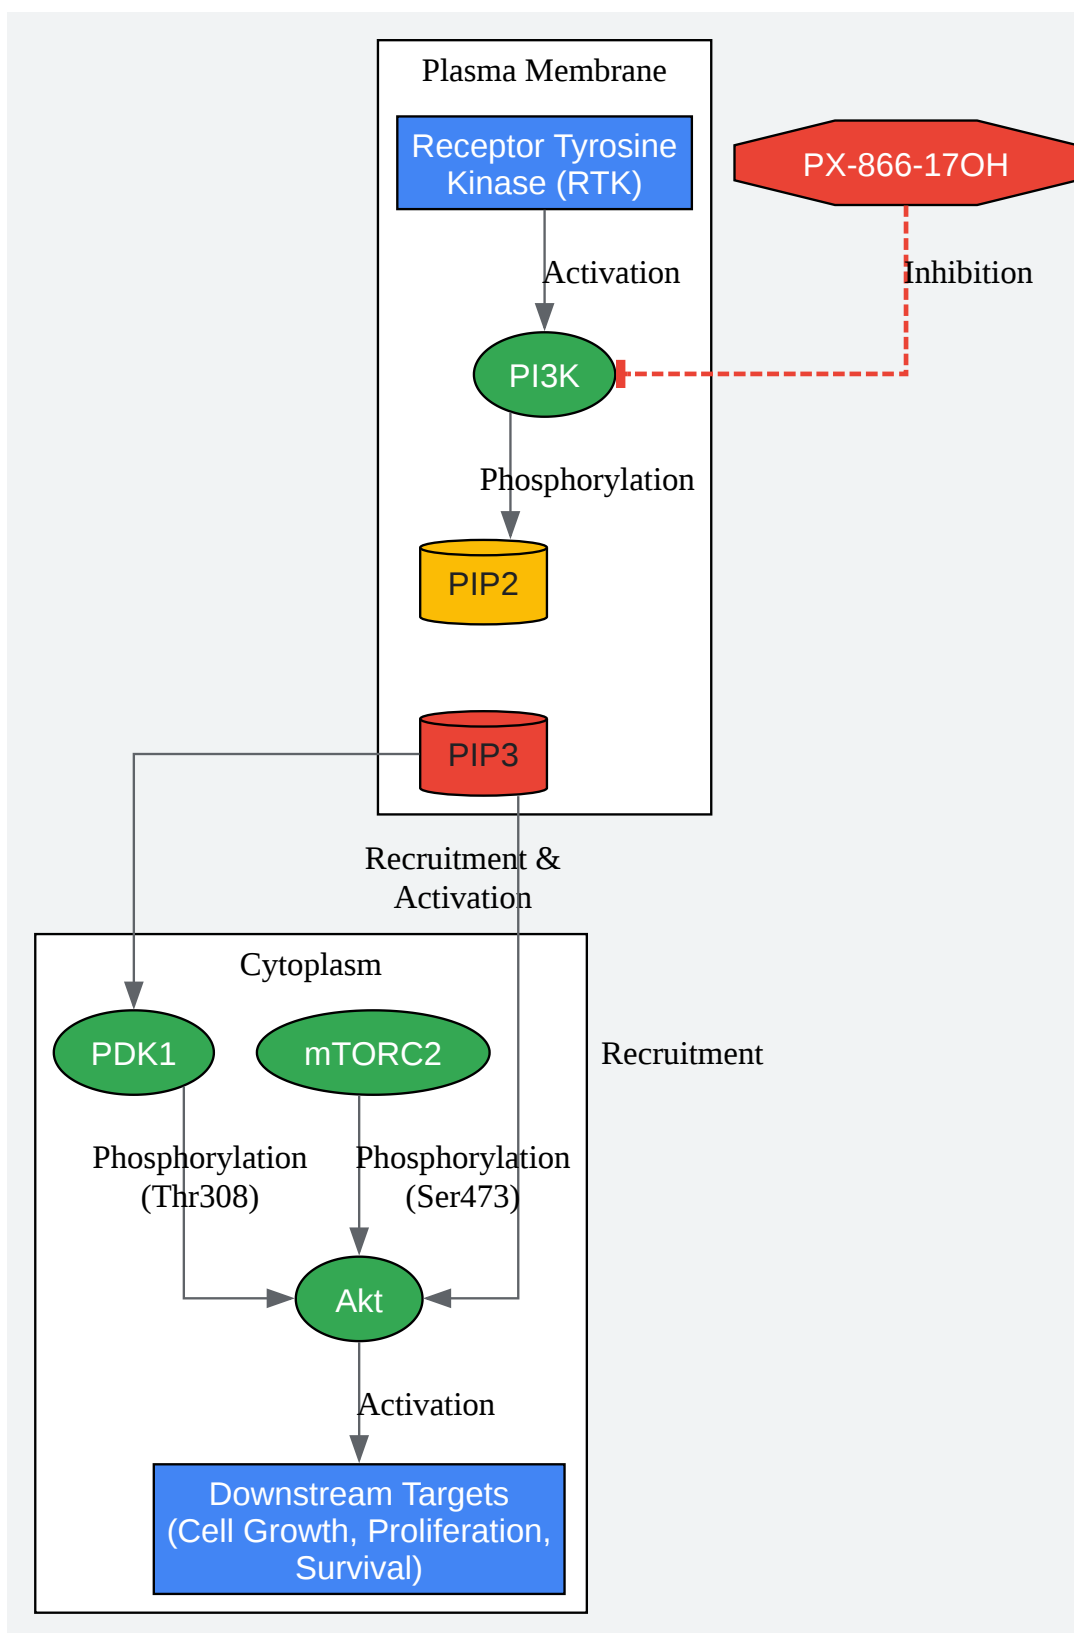 Plasma Membrane
Receptor Tyrosine
Kinase (RTK)
PX-866-17OH
Activation
Inhibition
PI3K
Phosphorylation
PIP2
PIP3
Recruitment &
Activation
Cytoplasm
PDK1
mTORC2
Recruitment
Phosphorylation
(Thr308)
Phosphorylation
(Ser473)
Akt
Activation
Downstream Targets
(Cell Growth, Proliferation,
Survival)